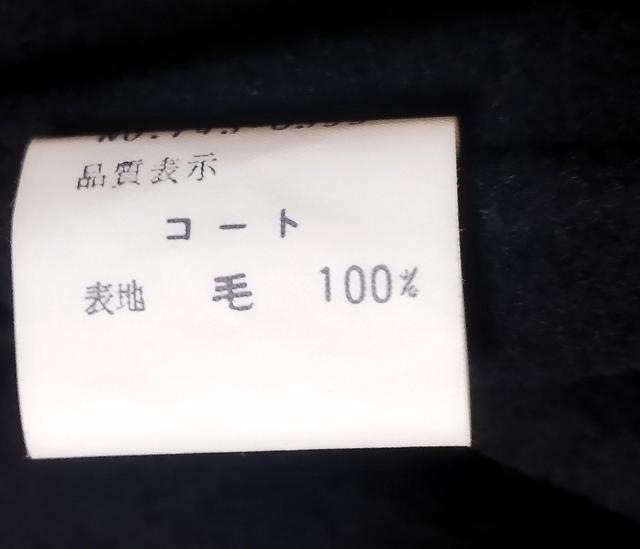 品質表示
コート
表地 毛 100%